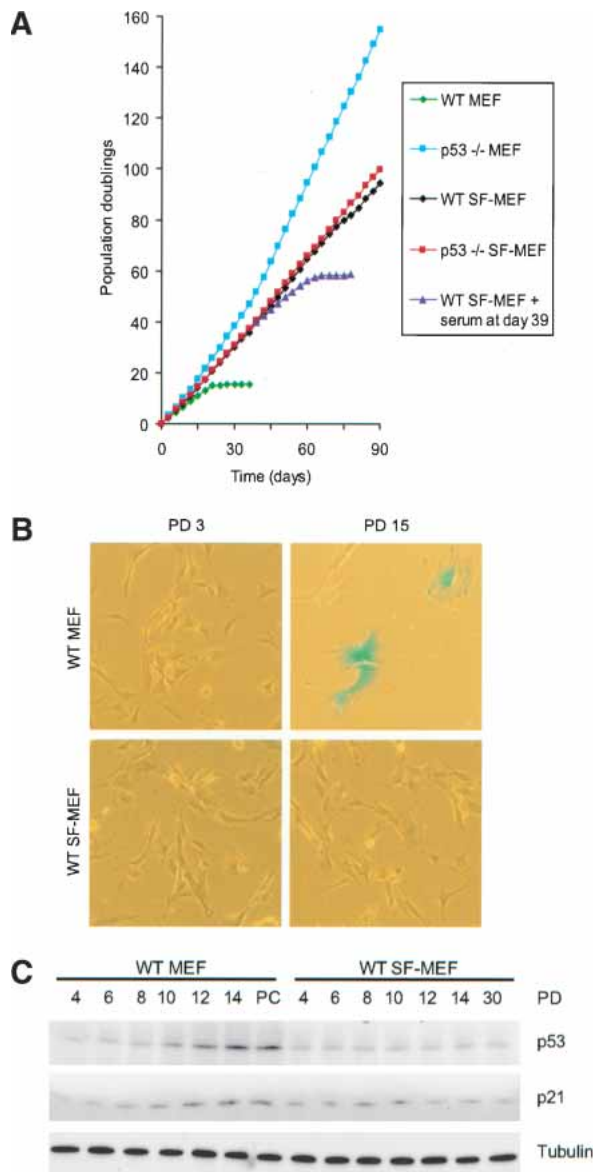 A
160
140
120
100
80
60
40
20
0
Population doublings
0 30 60 90
Time (days)
WT MEF
p53 -/- MEF
WT SF-MEF
p53 -/- SF-MEF
WT SF-MEF +
serum at day 39
B
PD 3 PD 15
WT MEF
WT SF-MEF
C
WT MEF WT SF-MEF
4 6 8 10 12 14 PC 4 6 8 10 12 14 30 PD
p53
p21
Tubulin